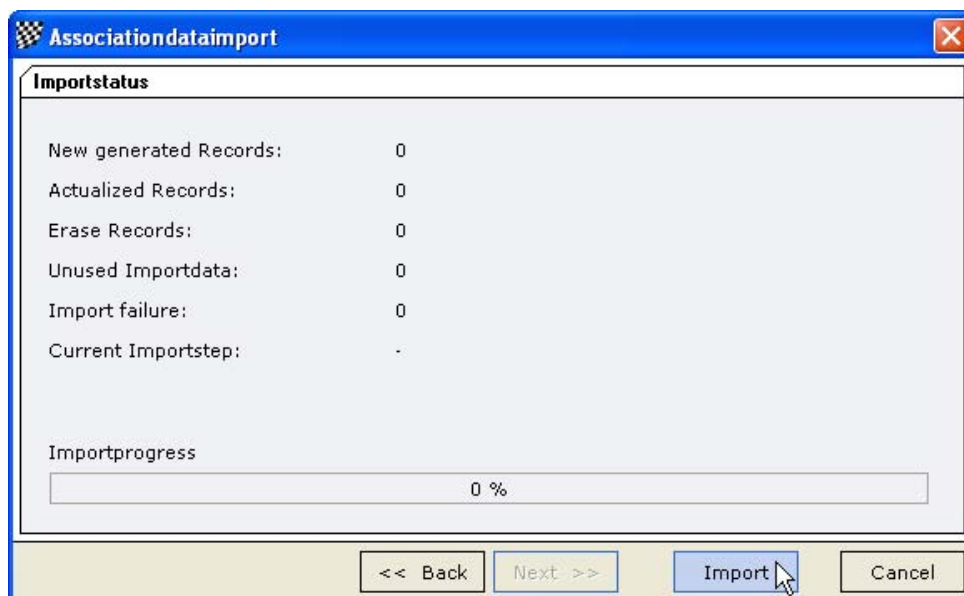 Associationdataimport
Importstatus
New generated Records: 0
Actualized Records: 0
Erase Records: 0
Unused Importdata: 0
Import failure: 0
Current Importstep: -
Importprogress
0 %
<< Back Next >> Import Cancel